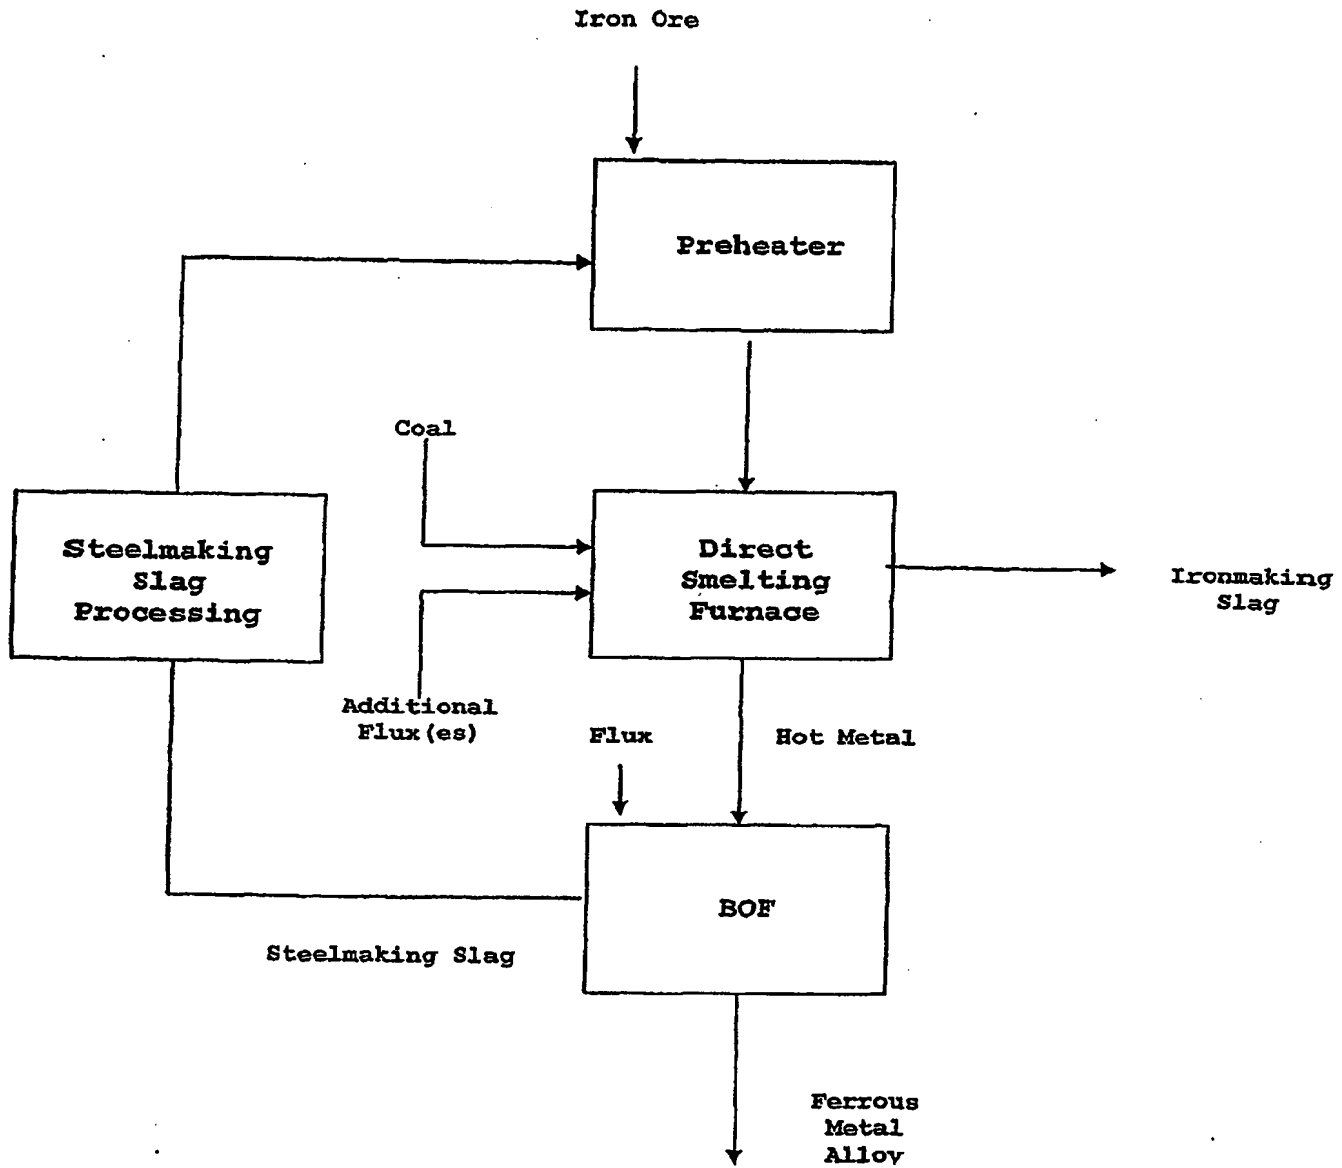 Iron Ore
Preheater
Coal
Steelmaking
Slag
Processing
Direct
Smelting
Furnace
Ironmaking
Slag
Additional
Flux(es)
Flux
Hot Metal
BOF
Steelmaking Slag
Ferrous
Metal
Alloy